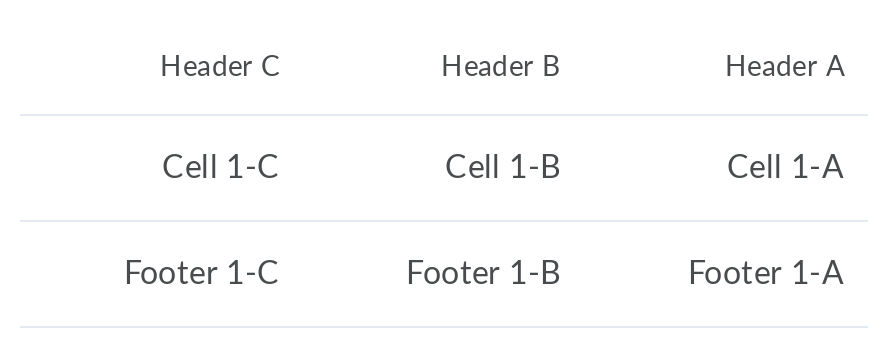 Header C Header B Header A
Cell 1-C Cell 1-B Cell 1-A
Footer 1-C Footer 1-B Footer 1-A